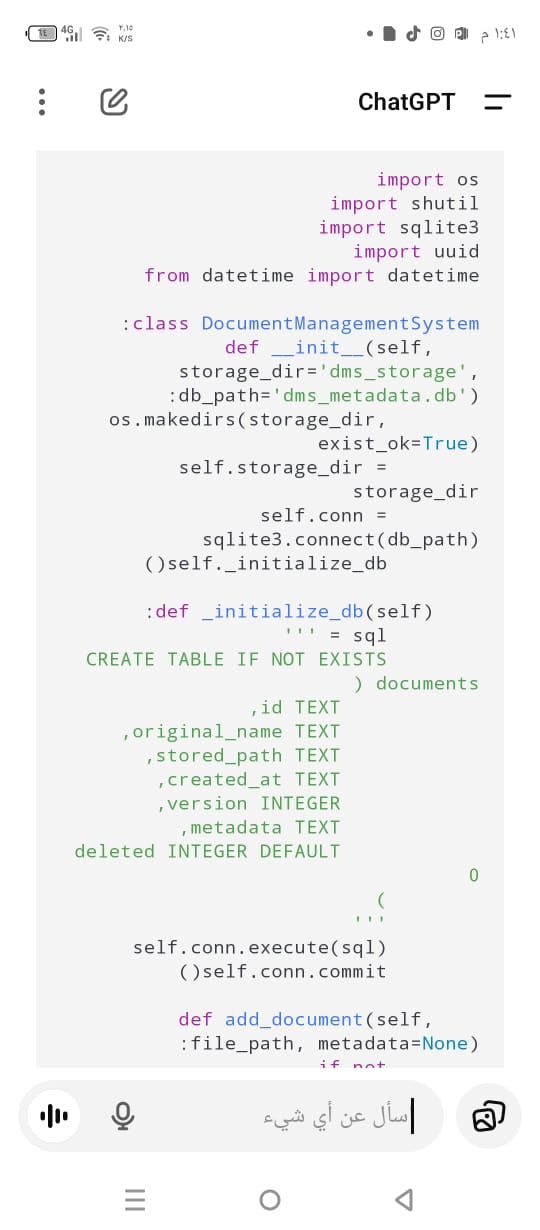 ١٤ 4G ٢,١٥ K/S ١:٤١ م
ChatGPT
import os
import shutil
import sqlite3
import uuid
from datetime import datetime
class DocumentManagementSystem:
def __init__(self,
storage_dir='dms_storage',
db_path='dms_metadata.db'):
os.makedirs(storage_dir,
exist_ok=True)
self.storage_dir =
storage_dir
self.conn =
sqlite3.connect(db_path)
self._initialize_db()
def _initialize_db(self):
sql = '''
CREATE TABLE IF NOT EXISTS
documents (
id TEXT,
original_name TEXT,
stored_path TEXT,
created_at TEXT,
version INTEGER,
metadata TEXT,
deleted INTEGER DEFAULT
0
)
'''
self.conn.execute(sql)
self.conn.commit()
def add_document(self,
file_path, metadata=None):
if not
سأل عن أي شيء